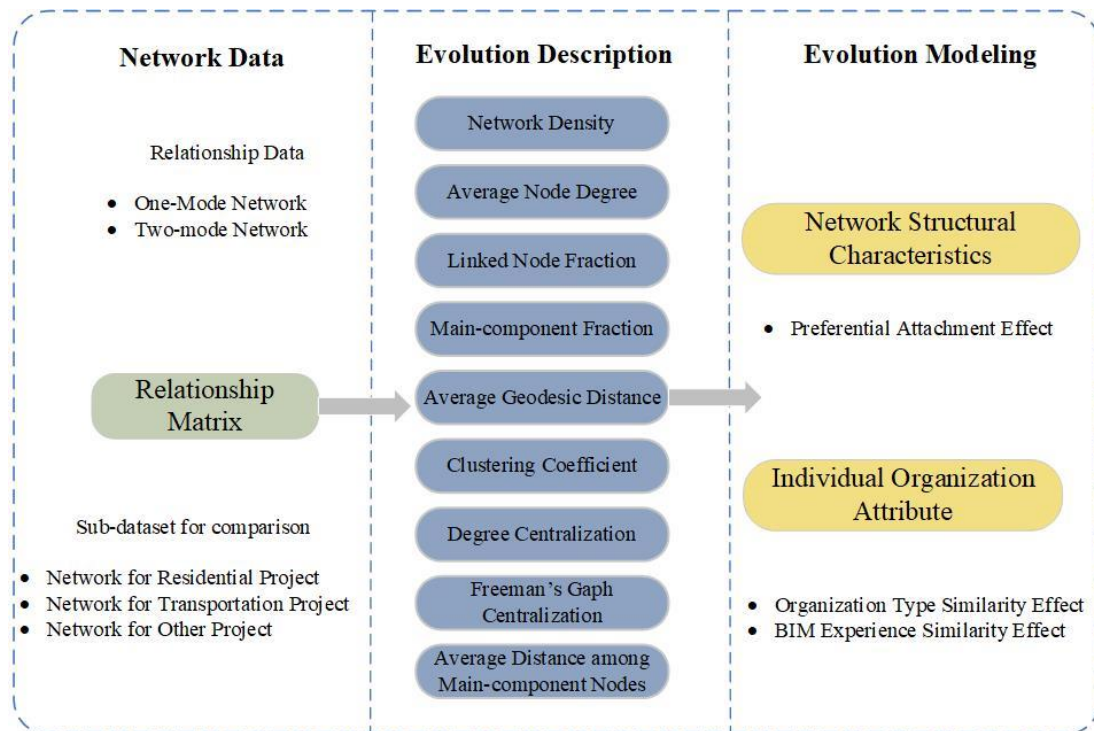 Network Data
Relationship Data
● One-Mode Network
● Two-mode Network
Relationship
Matrix
Sub-dataset for comparison
● Network for Residential Project
● Network for Transportation Project
● Network for Other Project
Evolution Description
Network Density
Average Node Degree
Linked Node Fraction
Main-component Fraction
Average Geodesic Distance
Clustering Coefficient
Degree Centralization
Freeman’s Gaph
Centralization
Average Distance among
Main-component Nodes
Evolution Modeling
Network Structural
Characteristics
● Preferential Attachment Effect
Individual Organization
Attribute
● Organization Type Similarity Effect
● BIM Experience Similarity Effect